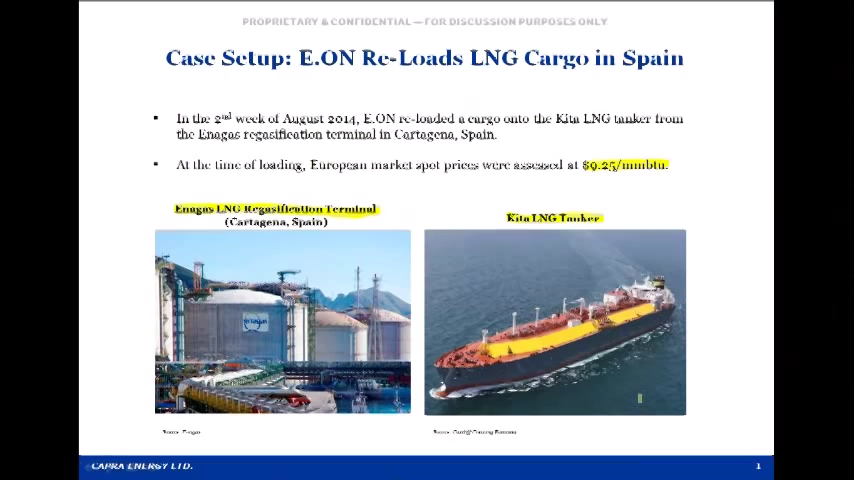 PROPRIETARY & CONFIDENTIAL — FOR DISCUSSION PURPOSES ONLY
Case Setup: E.ON Re-Loads LNG Cargo in Spain
▪ In the 2nd week of August 2014, E.ON re-loaded a cargo onto the Kita LNG tanker from
the Enagas regasification terminal in Cartagena, Spain.
▪ At the time of loading, European market spot prices were assessed at $9.25/mmbtu.
Enagas LNG Regasification Terminal
(Cartagena, Spain)
Kita LNG Tanker
Source: Enagas
Source:
CAPRA ENERGY LTD.
1